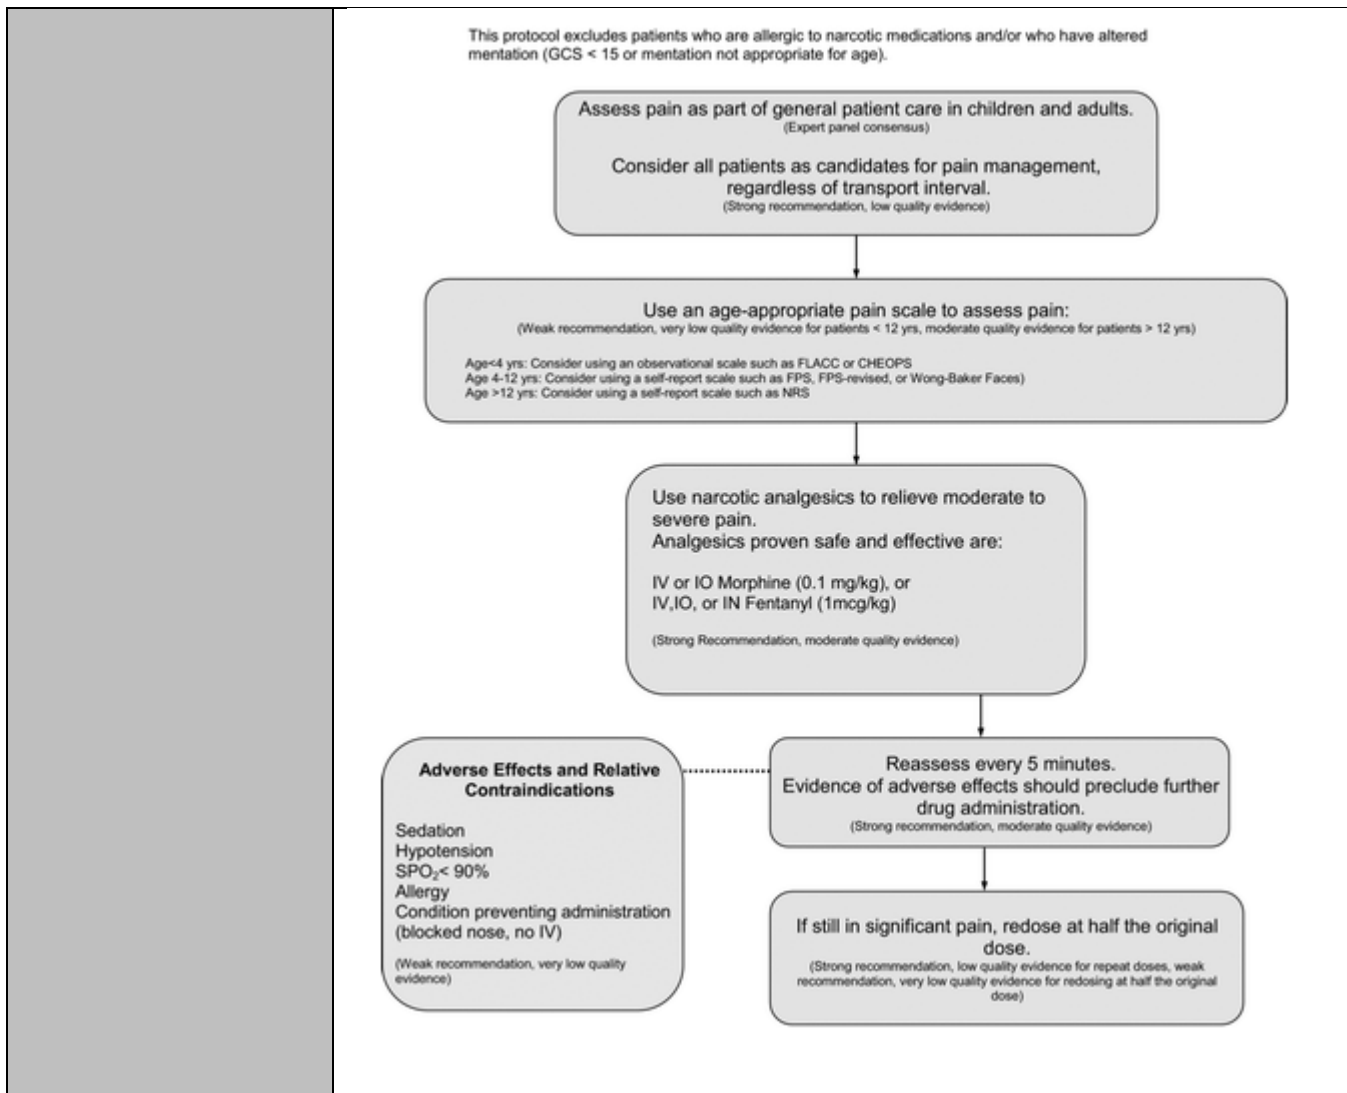 This protocol excludes patients who are allergic to narcotic medications and/or who have altered
mentation (GCS < 15 or mentation not appropriate for age).
Assess pain as part of general patient care in children and adults.
(Expert panel consensus)
Consider all patients as candidates for pain management,
regardless of transport interval.
(Strong recommendation, low quality evidence)
Use an age-appropriate pain scale to assess pain:
(Weak recommendation, very low quality evidence for patients < 12 yrs, moderate quality evidence for patients > 12 yrs)
Age<4 yrs: Consider using an observational scale such as FLACC or CHEOPS
Age 4-12 yrs: Consider using a self-report scale such as FPS, FPS-revised, or Wong-Baker Faces)
Age >12 yrs: Consider using a self-report scale such as NRS
Use narcotic analgesics to relieve moderate to
severe pain.
Analgesics proven safe and effective are:
IV or IO Morphine (0.1 mg/kg), or
IV,IO, or IN Fentanyl (1mcg/kg)
(Strong Recommendation, moderate quality evidence)
Adverse Effects and Relative
Contraindications
Sedation
Hypotension
SPO₂< 90%
Allergy
Condition preventing administration
(blocked nose, no IV)
(Weak recommendation, very low quality
evidence)
Reassess every 5 minutes.
Evidence of adverse effects should preclude further
drug administration.
(Strong recommendation, moderate quality evidence)
If still in significant pain, redose at half the original
dose.
(Strong recommendation, low quality evidence for repeat doses, weak
recommendation, very low quality evidence for redosing at half the original
dose)